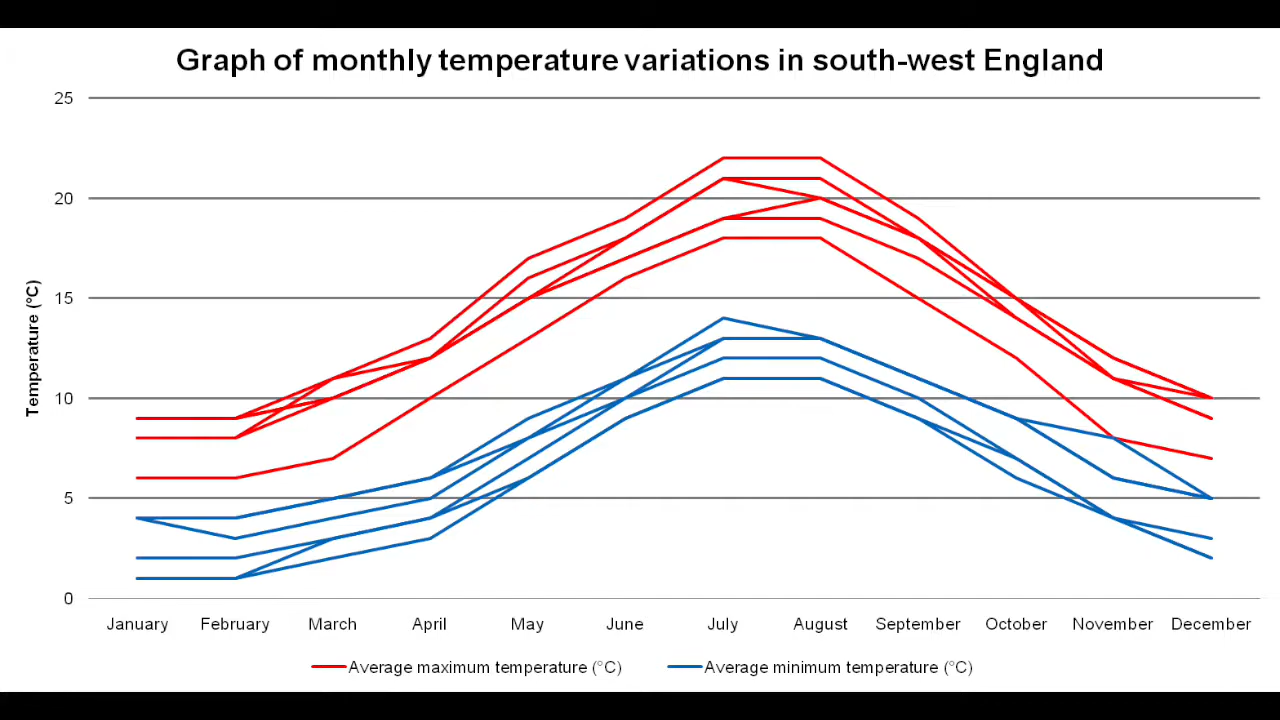 Graph of monthly temperature variations in south-west England
25
20
15
10
5
0
Temperature (°C)
January February March April May June July August September October November December
Average maximum temperature (°C) Average minimum temperature (°C)